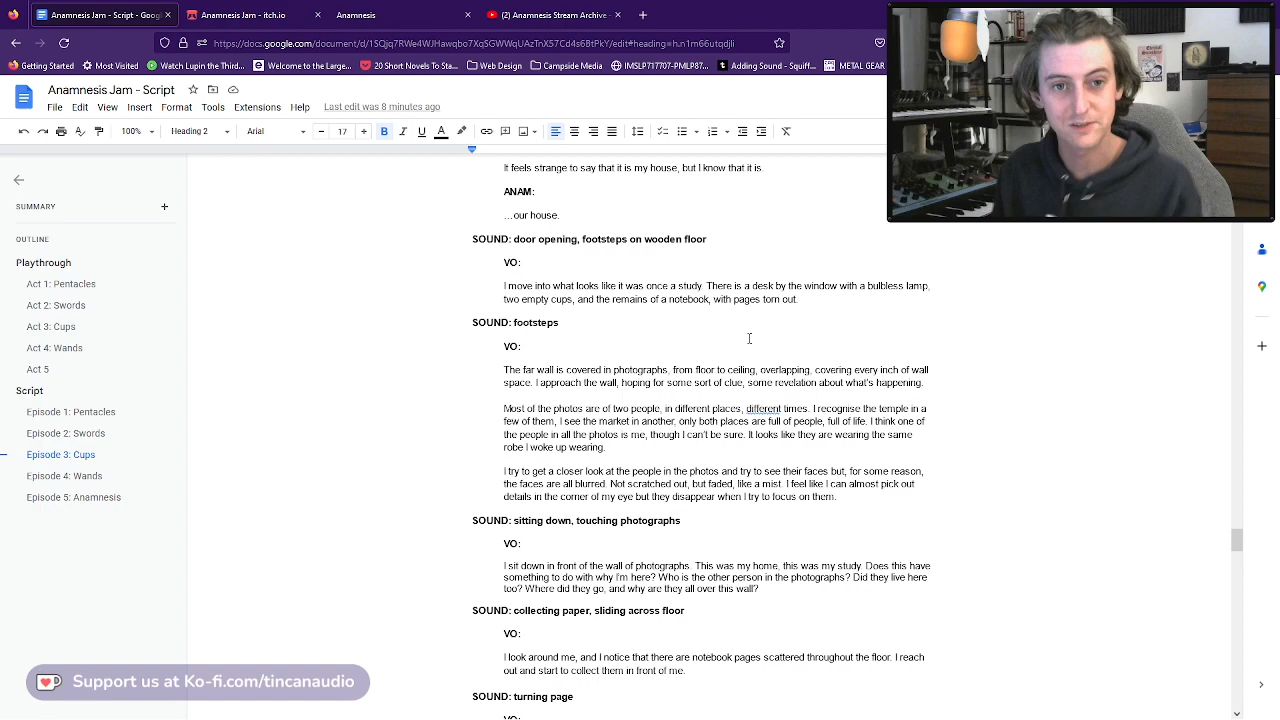 Anamnesis Jam - Script - Goog
Anamnesis Jam - itch.io
Anamnesis
(2) Anamnesis Stream Archive -
https://docs.google.com/document/d/1SQjq7RWe4WJHawqbo7XqSGWWqUAzTnXS7Cd4s6BtPkY/edit#heading=hn1m66utqdjli
Getting Started
Most Visited
Watch Lupin the Third...
Welcome to the Large...
20 Short Novels To S...
Web Design
Campside Media
IMSLP711707-PMLP87...
Adding Sound - Squiff...
METAL GEAR
Anamnesis Jam - Script
File Edit View Insert Format Tools Extensions Help Last edit was 8 minutes ago
100% Heading 2 Arial 17
SUMMARY
OUTLINE
Playthrough
Act 1: Pentacles
Act 2: Swords
Act 3: Cups
Act 4: Wands
Act 5
Script
Episode 1: Pentacles
Episode 2: Swords
Episode 3: Cups
Episode 4: Wands
Episode 5: Anamnesis
It feels strange to say that it is my house, but I know that it is.
ANAM:
…our house.
SOUND: door opening, footsteps on wooden floor
VO:
I move into what looks like it was once a study. There is a desk by the window with a bulbless lamp,
two empty cups, and the remains of a notebook, with pages torn out.
SOUND: footsteps
VO:
The far wall is covered in photographs, from floor to ceiling, overlapping, covering every inch of wall
space. I approach the wall, hoping for some sort of clue, some revelation about what's happening.
Most of the photos are of two people, in different places, different times. I recognise the temple in a
few of them, I see the market in another, only both places are full of people, full of life. I think one of
the people in all the photos is me, though I can't be sure. It looks like they are wearing the same
robe I woke up wearing.
I try to get a closer look at the people in the photos and try to see their faces but, for some reason,
the faces are all blurred. Not scratched out, but faded, like a mist. I feel like I can almost pick out
details in the corner of my eye but they disappear when I try to focus on them.
SOUND: sitting down, touching photographs
VO:
I sit down in front of the wall of photographs. This was my home, this was my study. Does this have
something to do with why I'm here? Who is the other person in the photographs? Did they live here
too? Where did they go, and why are they all over this wall?
SOUND: collecting paper, sliding across floor
VO:
I look around me, and I notice that there are notebook pages scattered throughout the floor. I reach
out and start to collect them in front of me.
SOUND: turning page
VO:
Support us at Ko-fi.com/tincanaudio